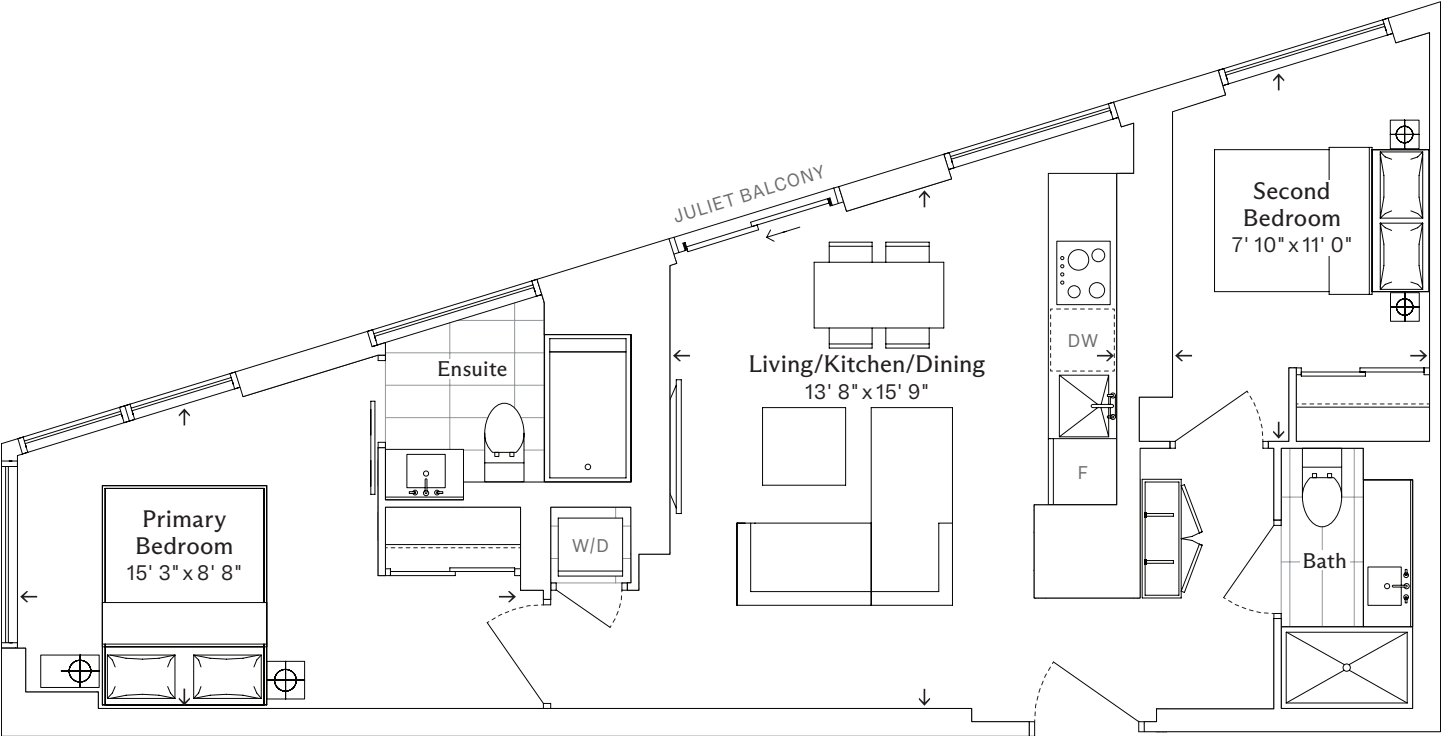 JULIET BALCONY
Second
Bedroom
7' 10" x 11' 0"
DW
Living/Kitchen/Dining
13' 8" x 15' 9"
Ensuite
F
Primary
Bedroom
15' 3" x 8' 8"
W/D
Bath